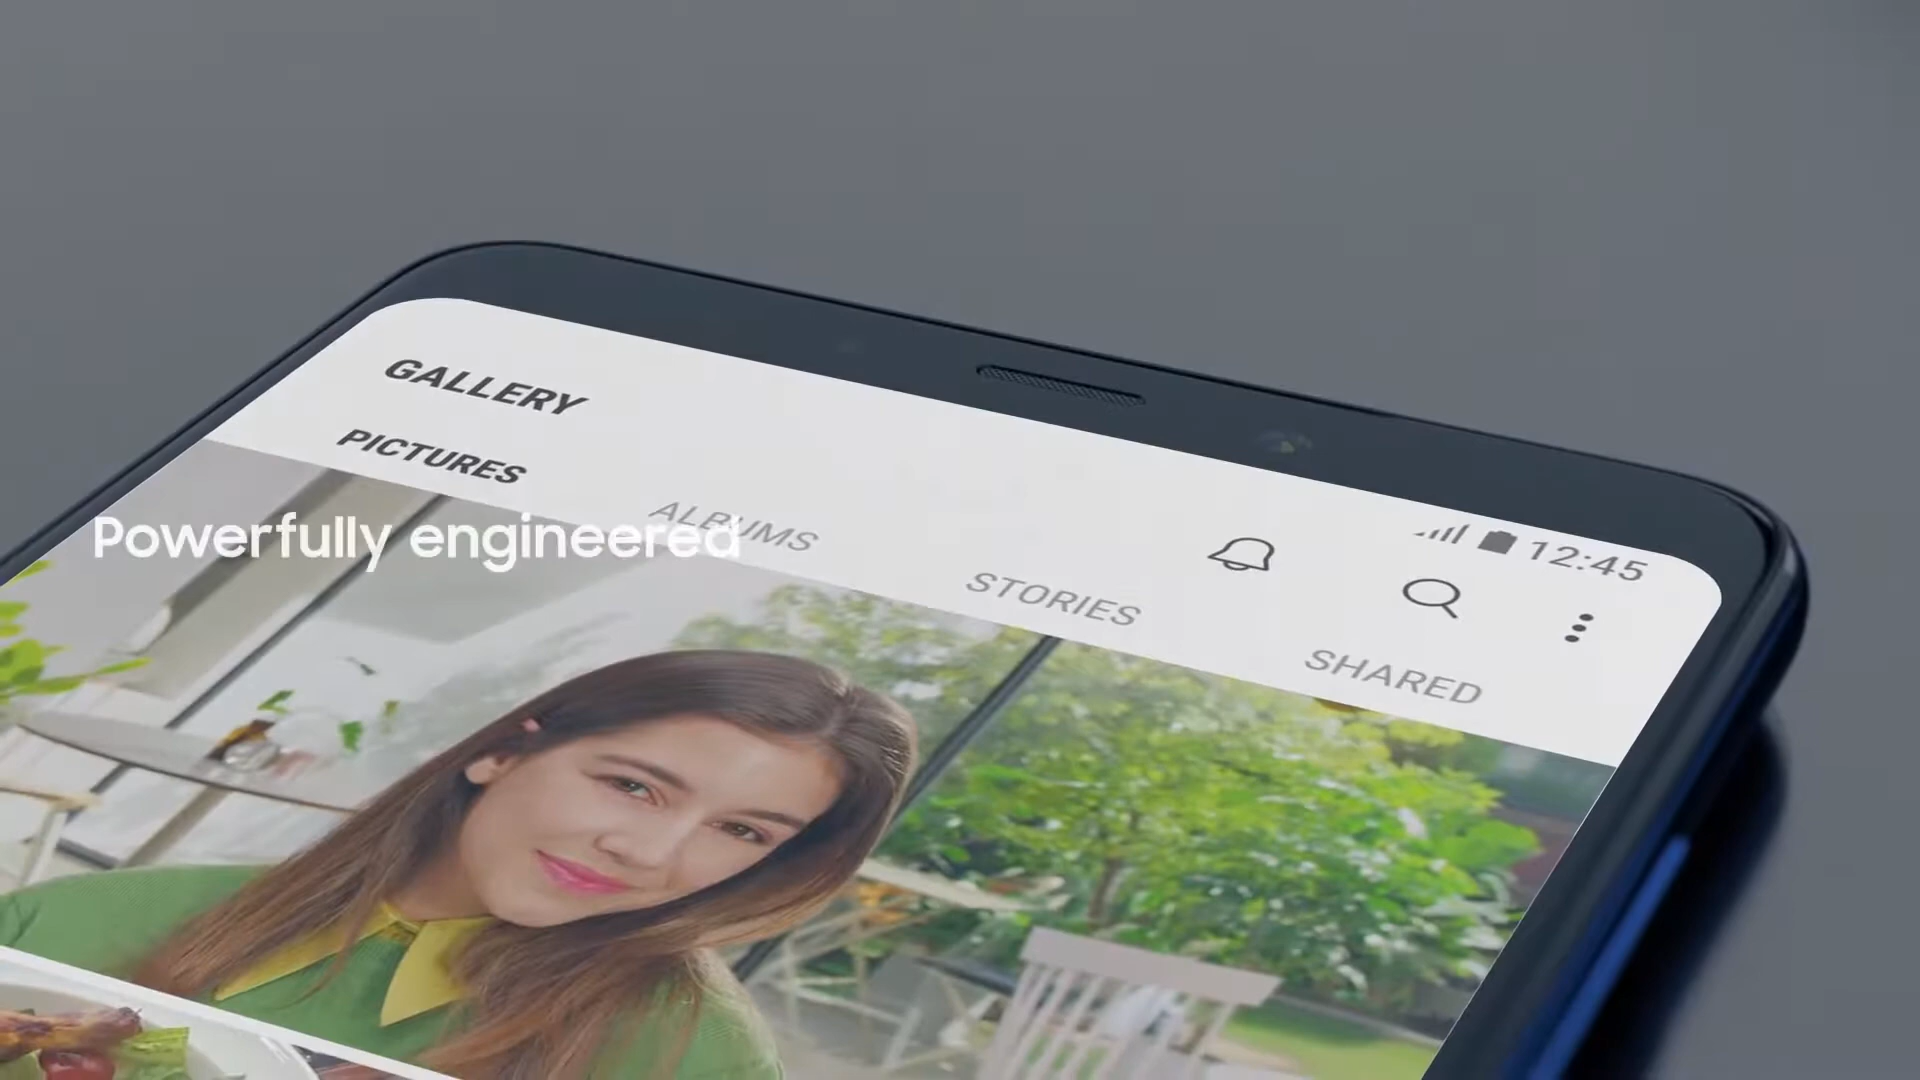 GALLERY
12:45
PICTURES
ALBUMS
STORIES
SHARED
Powerfully engineered